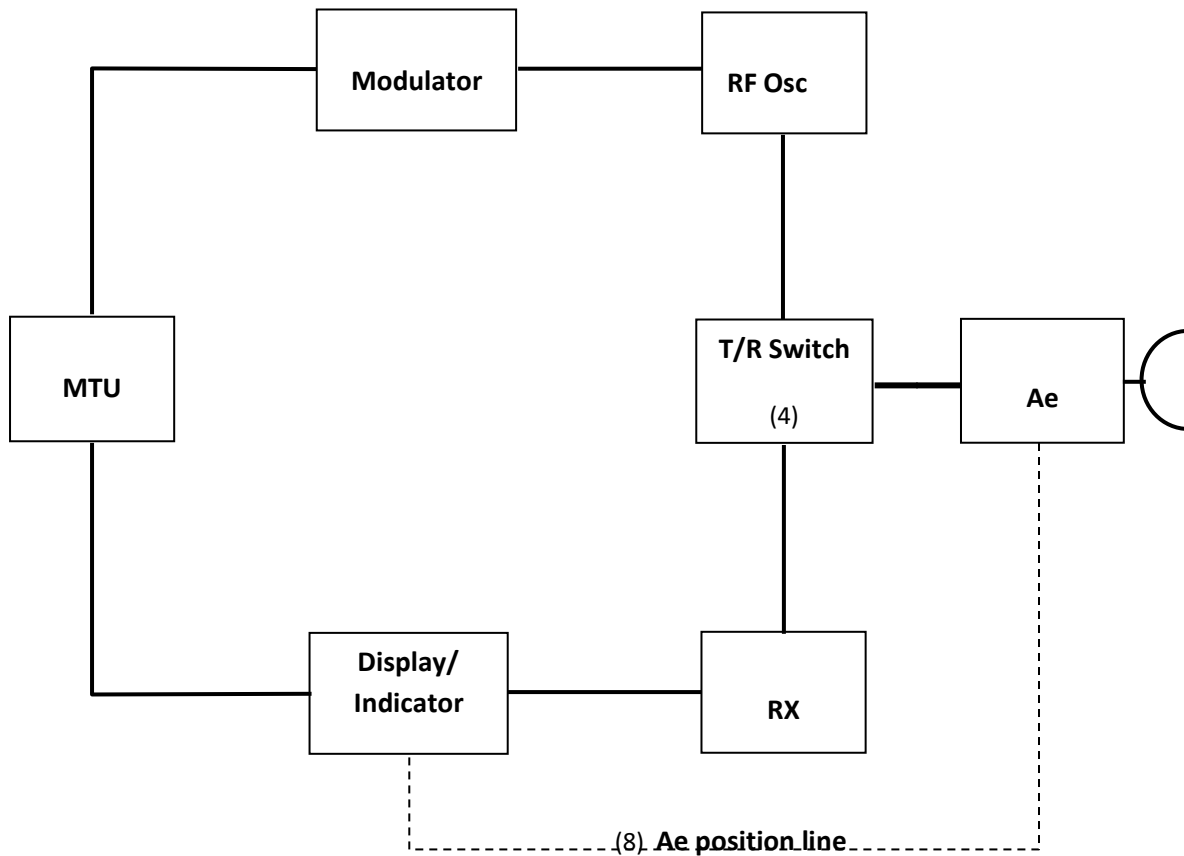 Modulator
RF Osc
MTU
T/R Switch
(4)
Ae
Display/
Indicator
RX
(8) Ae position line